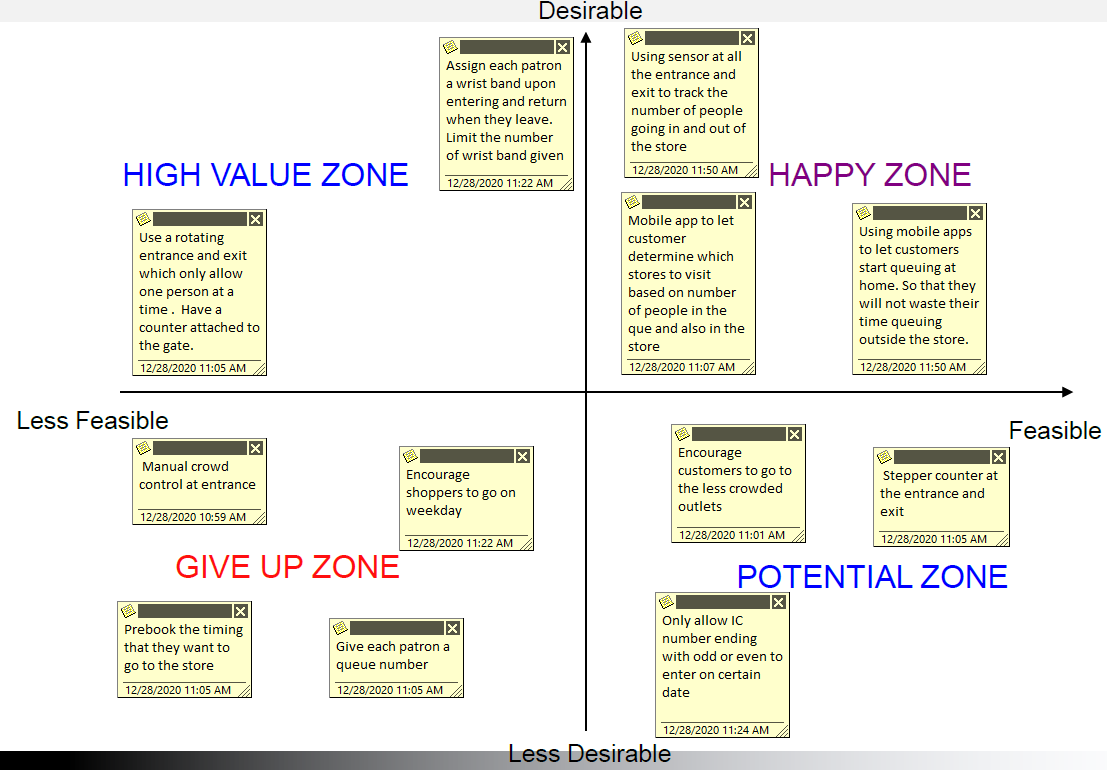 Desirable
Assign each patron
a wrist band upon
entering and return
when they leave.
Limit the number
of wrist band given
12/28/2020 11:22 AM
Using sensor at all
the entrance and
exit to track the
number of people
going in and out of
the store
12/28/2020 11:50 AM
HIGH VALUE ZONE
HAPPY ZONE
Use a rotating
entrance and exit
which only allow
one person at a
time .  Have a
counter attached to
the gate.
12/28/2020 11:05 AM
Mobile app to let
customer
determine which
stores to visit
based on number
of people in the
que and also in the
store
12/28/2020 11:07 AM
Using mobile apps
to let customers
start queuing at
home. So that they
will not waste their
time queuing
outside the store.
12/28/2020 11:50 AM
Less Feasible
Feasible
Manual crowd
control at entrance
12/28/2020 10:59 AM
Encourage
shoppers to go on
weekday
12/28/2020 11:22 AM
Encourage
customers to go to
the less crowded
outlets
12/28/2020 11:01 AM
Stepper counter at
the entrance and
exit
12/28/2020 11:05 AM
GIVE UP ZONE
POTENTIAL ZONE
Prebook the timing
that they want to
go to the store
12/28/2020 11:05 AM
Give each patron a
queue number
12/28/2020 11:05 AM
Only allow IC
number ending
with odd or even to
enter on certain
date
12/28/2020 11:24 AM
Less Desirable